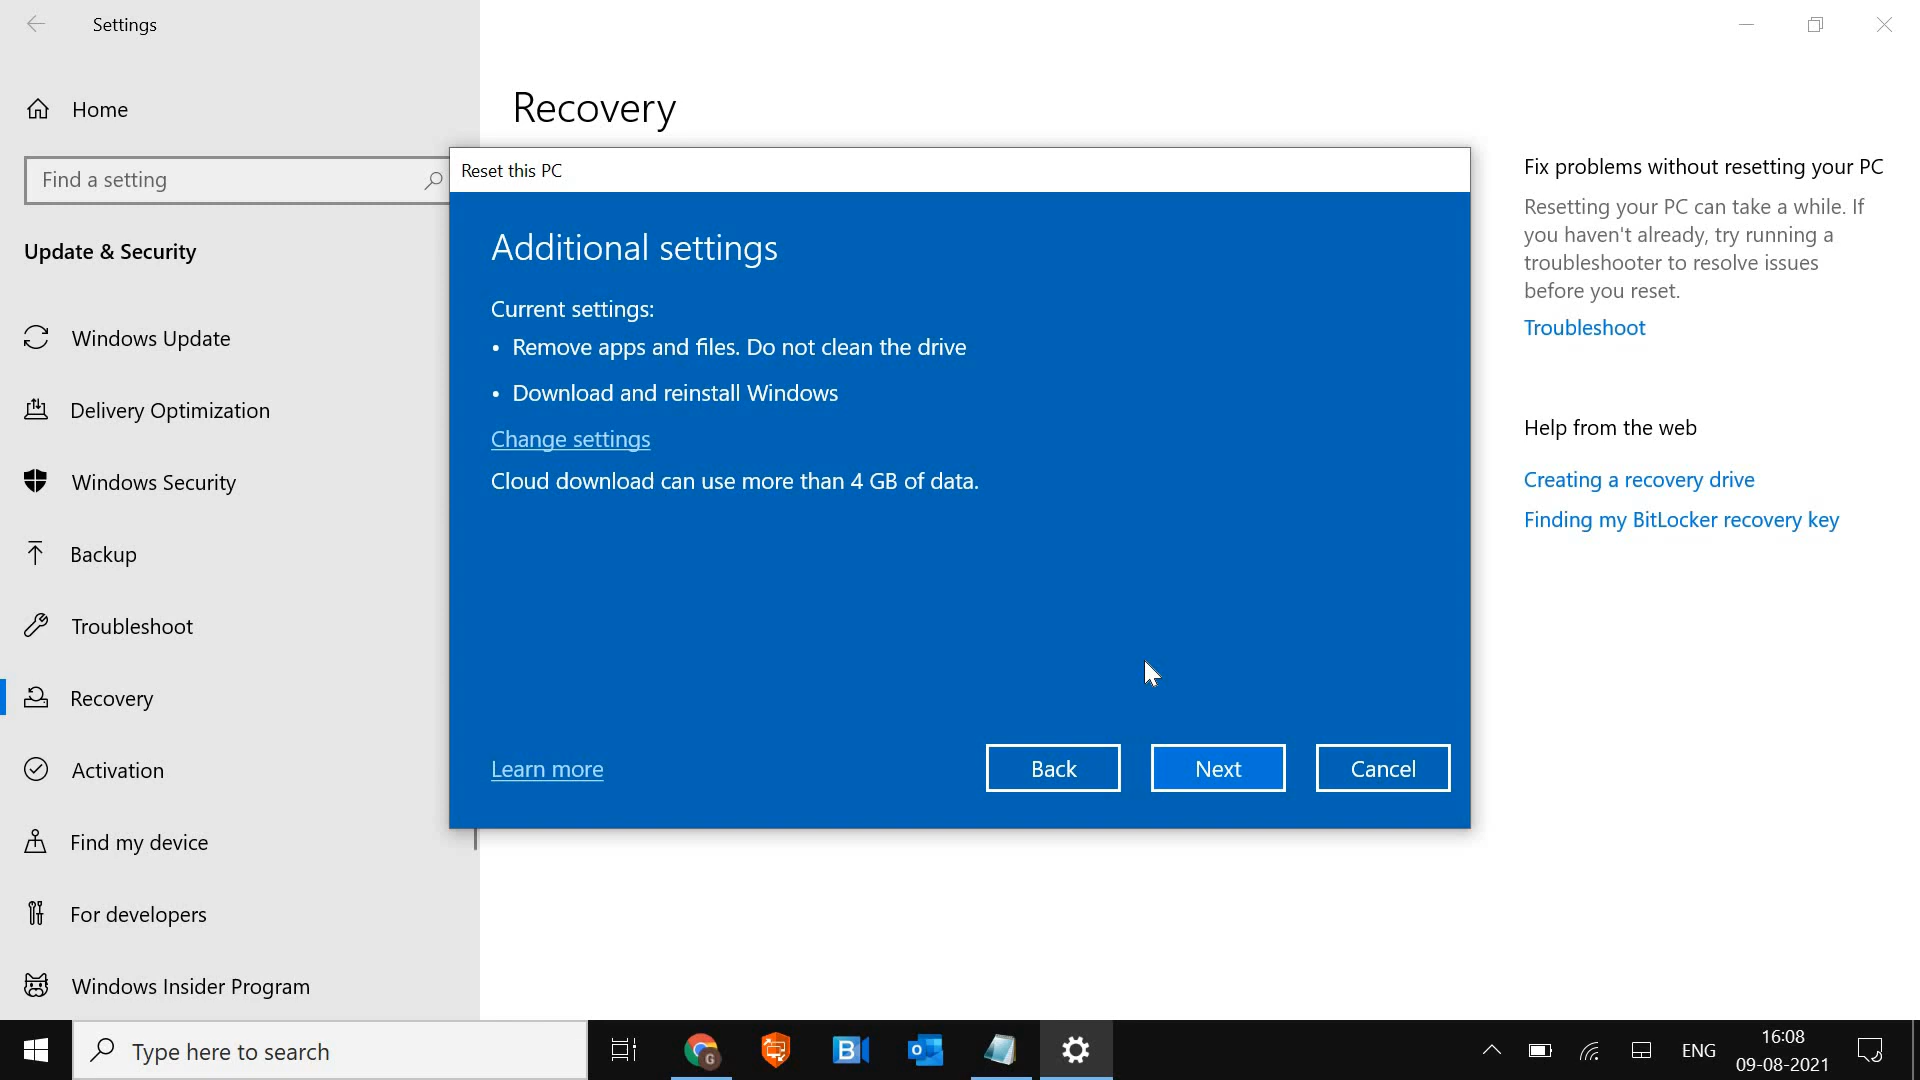 Settings
Home
Find a setting
Update & Security
Windows Update
Delivery Optimization
Windows Security
Backup
Troubleshoot
Recovery
Activation
Find my device
For developers
Windows Insider Program
Recovery
Reset this PC
Additional settings
Current settings:
• Remove apps and files. Do not clean the drive
• Download and reinstall Windows
Change settings
Cloud download can use more than 4 GB of data.
Learn more
Back
Next
Cancel
Fix problems without resetting your PC
Resetting your PC can take a while. If
you haven't already, try running a
troubleshooter to resolve issues
before you reset.
Troubleshoot
Help from the web
Creating a recovery drive
Finding my BitLocker recovery key
Type here to search
G
B
o
ENG
16:08
09-08-2021